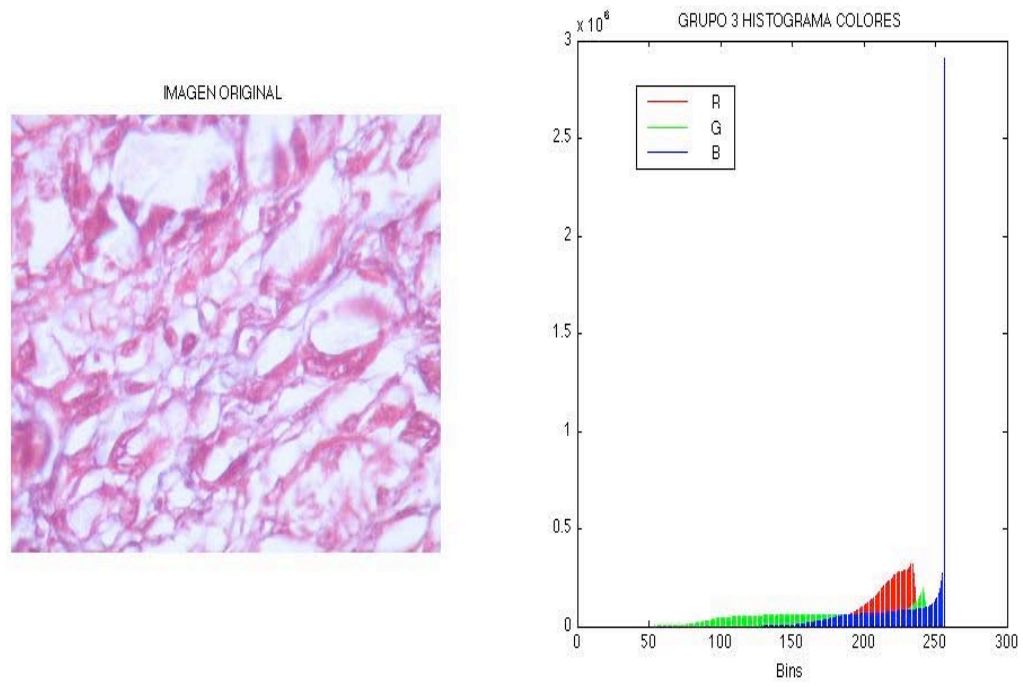 IMAGEN ORIGINAL
GRUPO 3 HISTOGRAMA COLORES
x 10^6
3
2.5
2
1.5
1
0.5
0
R
G
B
0 50 100 150 200 250 300
Bins